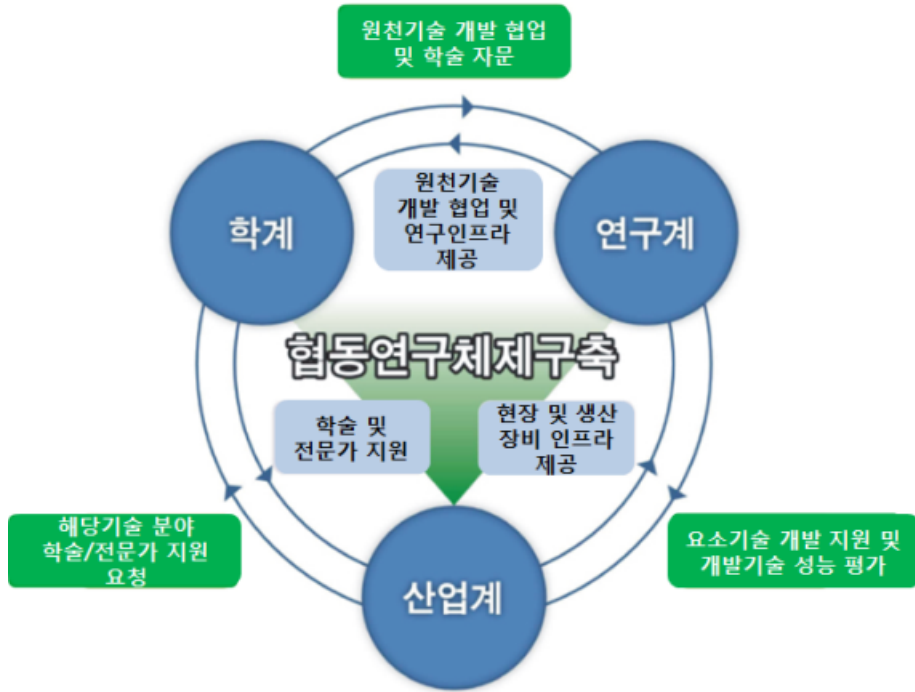 원천기술 개발 협업
및 학술 자문
학계
원천기술
개발 협업 및
연구인프라
제공
연구계
협동연구체제구축
학술 및
전문가 지원
현장 및 생산
장비 인프라
제공
해당기술 분야
학술/전문가 지원
요청
산업계
요소기술 개발 지원 및
개발기술 성능 평가